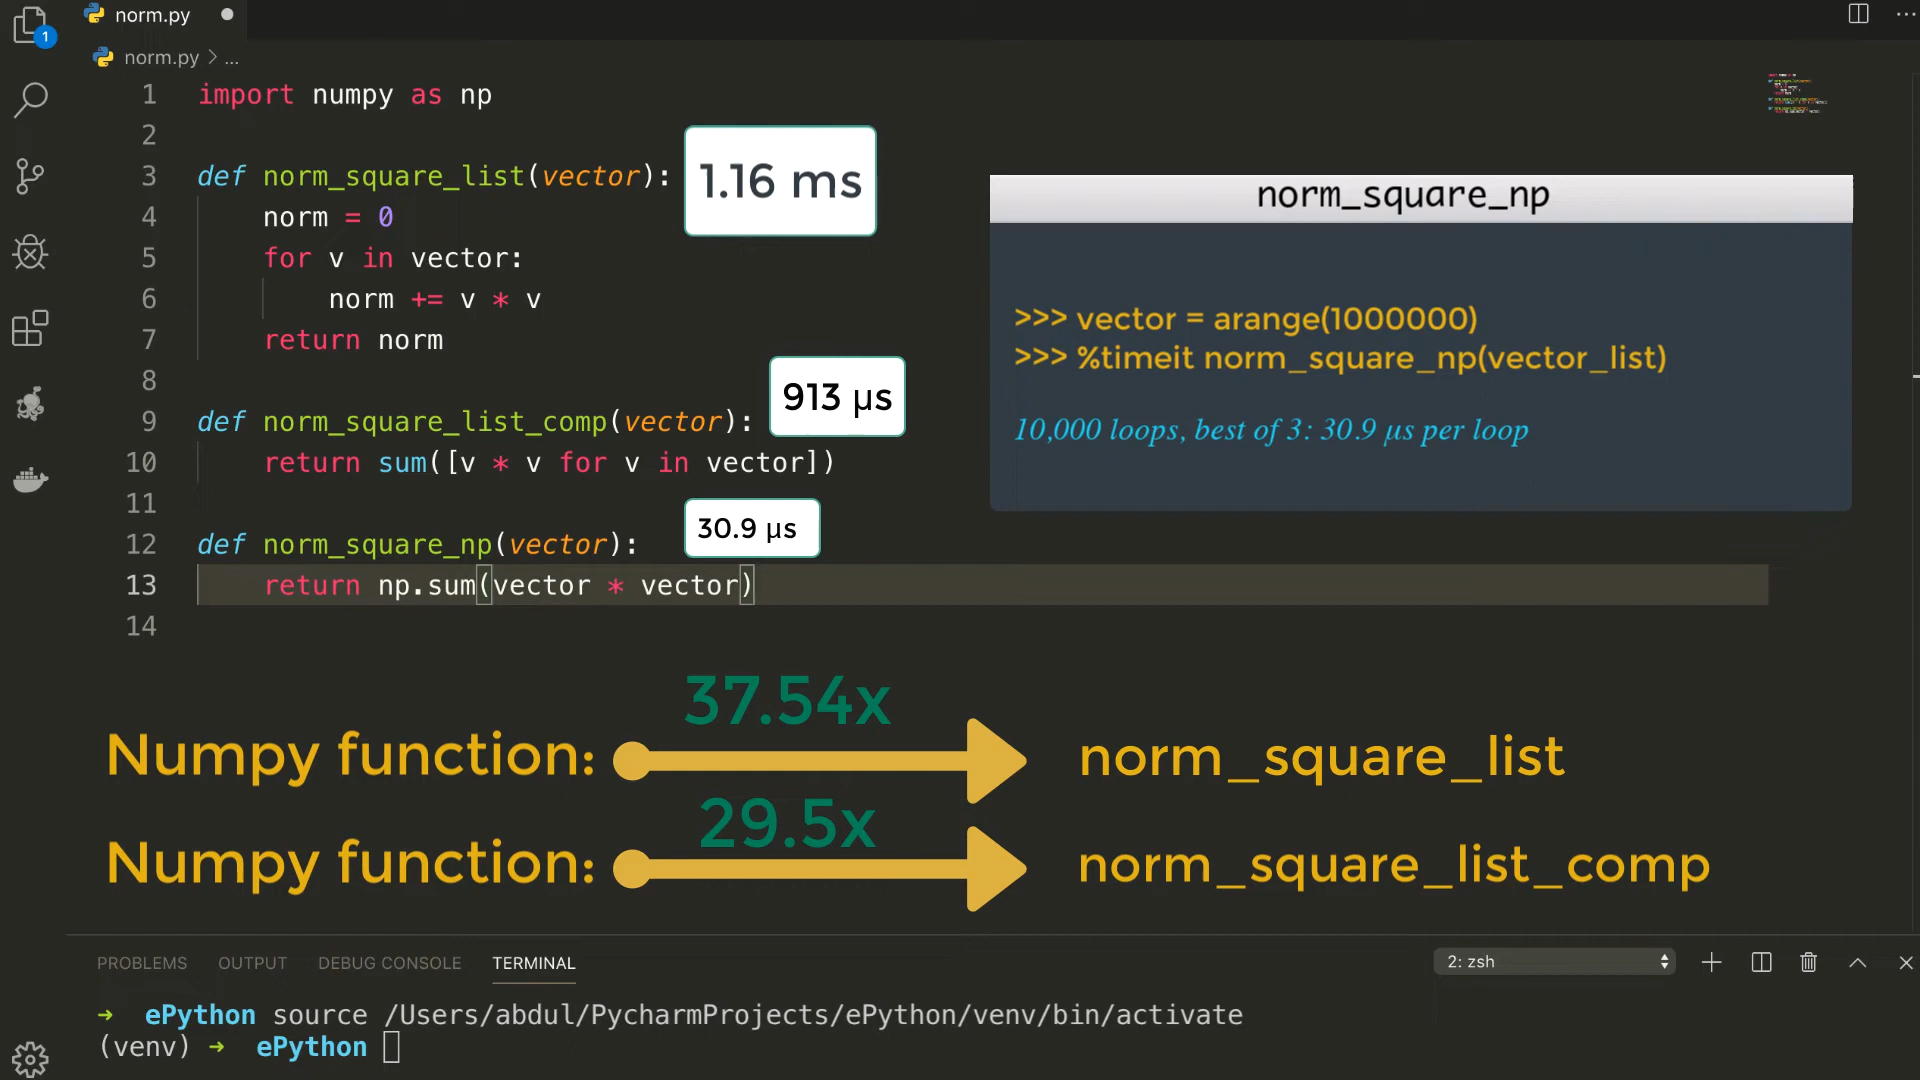 norm.py
1
norm.py > ...
1 import numpy as np
2
3 def norm_square_list(vector):
1.16 ms
4 norm = 0
5 for v in vector:
6 norm += v * v
7 return norm
8
9 def norm_square_list_comp(vector):
913 μs
10 return sum([v * v for v in vector])
11
12 def norm_square_np(vector):
30.9 μs
13 return np.sum(vector * vector)
14
norm_square_np
>>> vector = arange(1000000)
>>> %timeit norm_square_np(vector_list)
10,000 loops, best of 3: 30.9 μs per loop
37.54x
Numpy function: norm_square_list
29.5x
Numpy function: norm_square_list_comp
PROBLEMS OUTPUT DEBUG CONSOLE TERMINAL 2: zsh
→ ePython source /Users/abdul/PycharmProjects/ePython/venv/bin/activate
(venv) → ePython